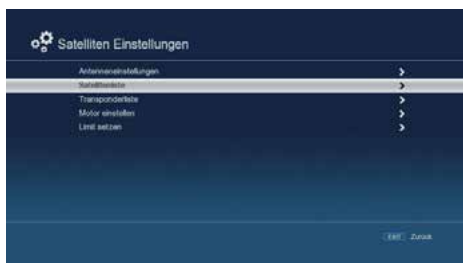 Satelliten Einstellungen
Antenneneinstellungen
Satellitenliste
Transponderliste
Motor einstellen
Limit setzen
EXIT Zurück